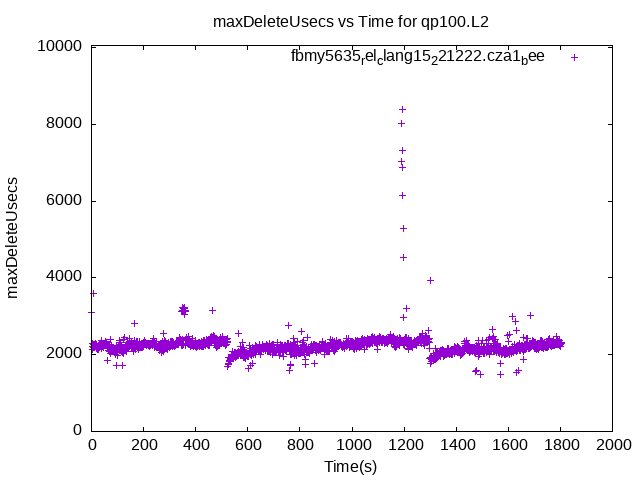 maxDeleteUsecs vs Time for qp100.L2
fbmy5635relclang15221222.cza1bee
10000
8000
6000
4000
2000
0
maxDeleteUsecs
0 200 400 600 800 1000 1200 1400 1600 1800 2000
Time(s)